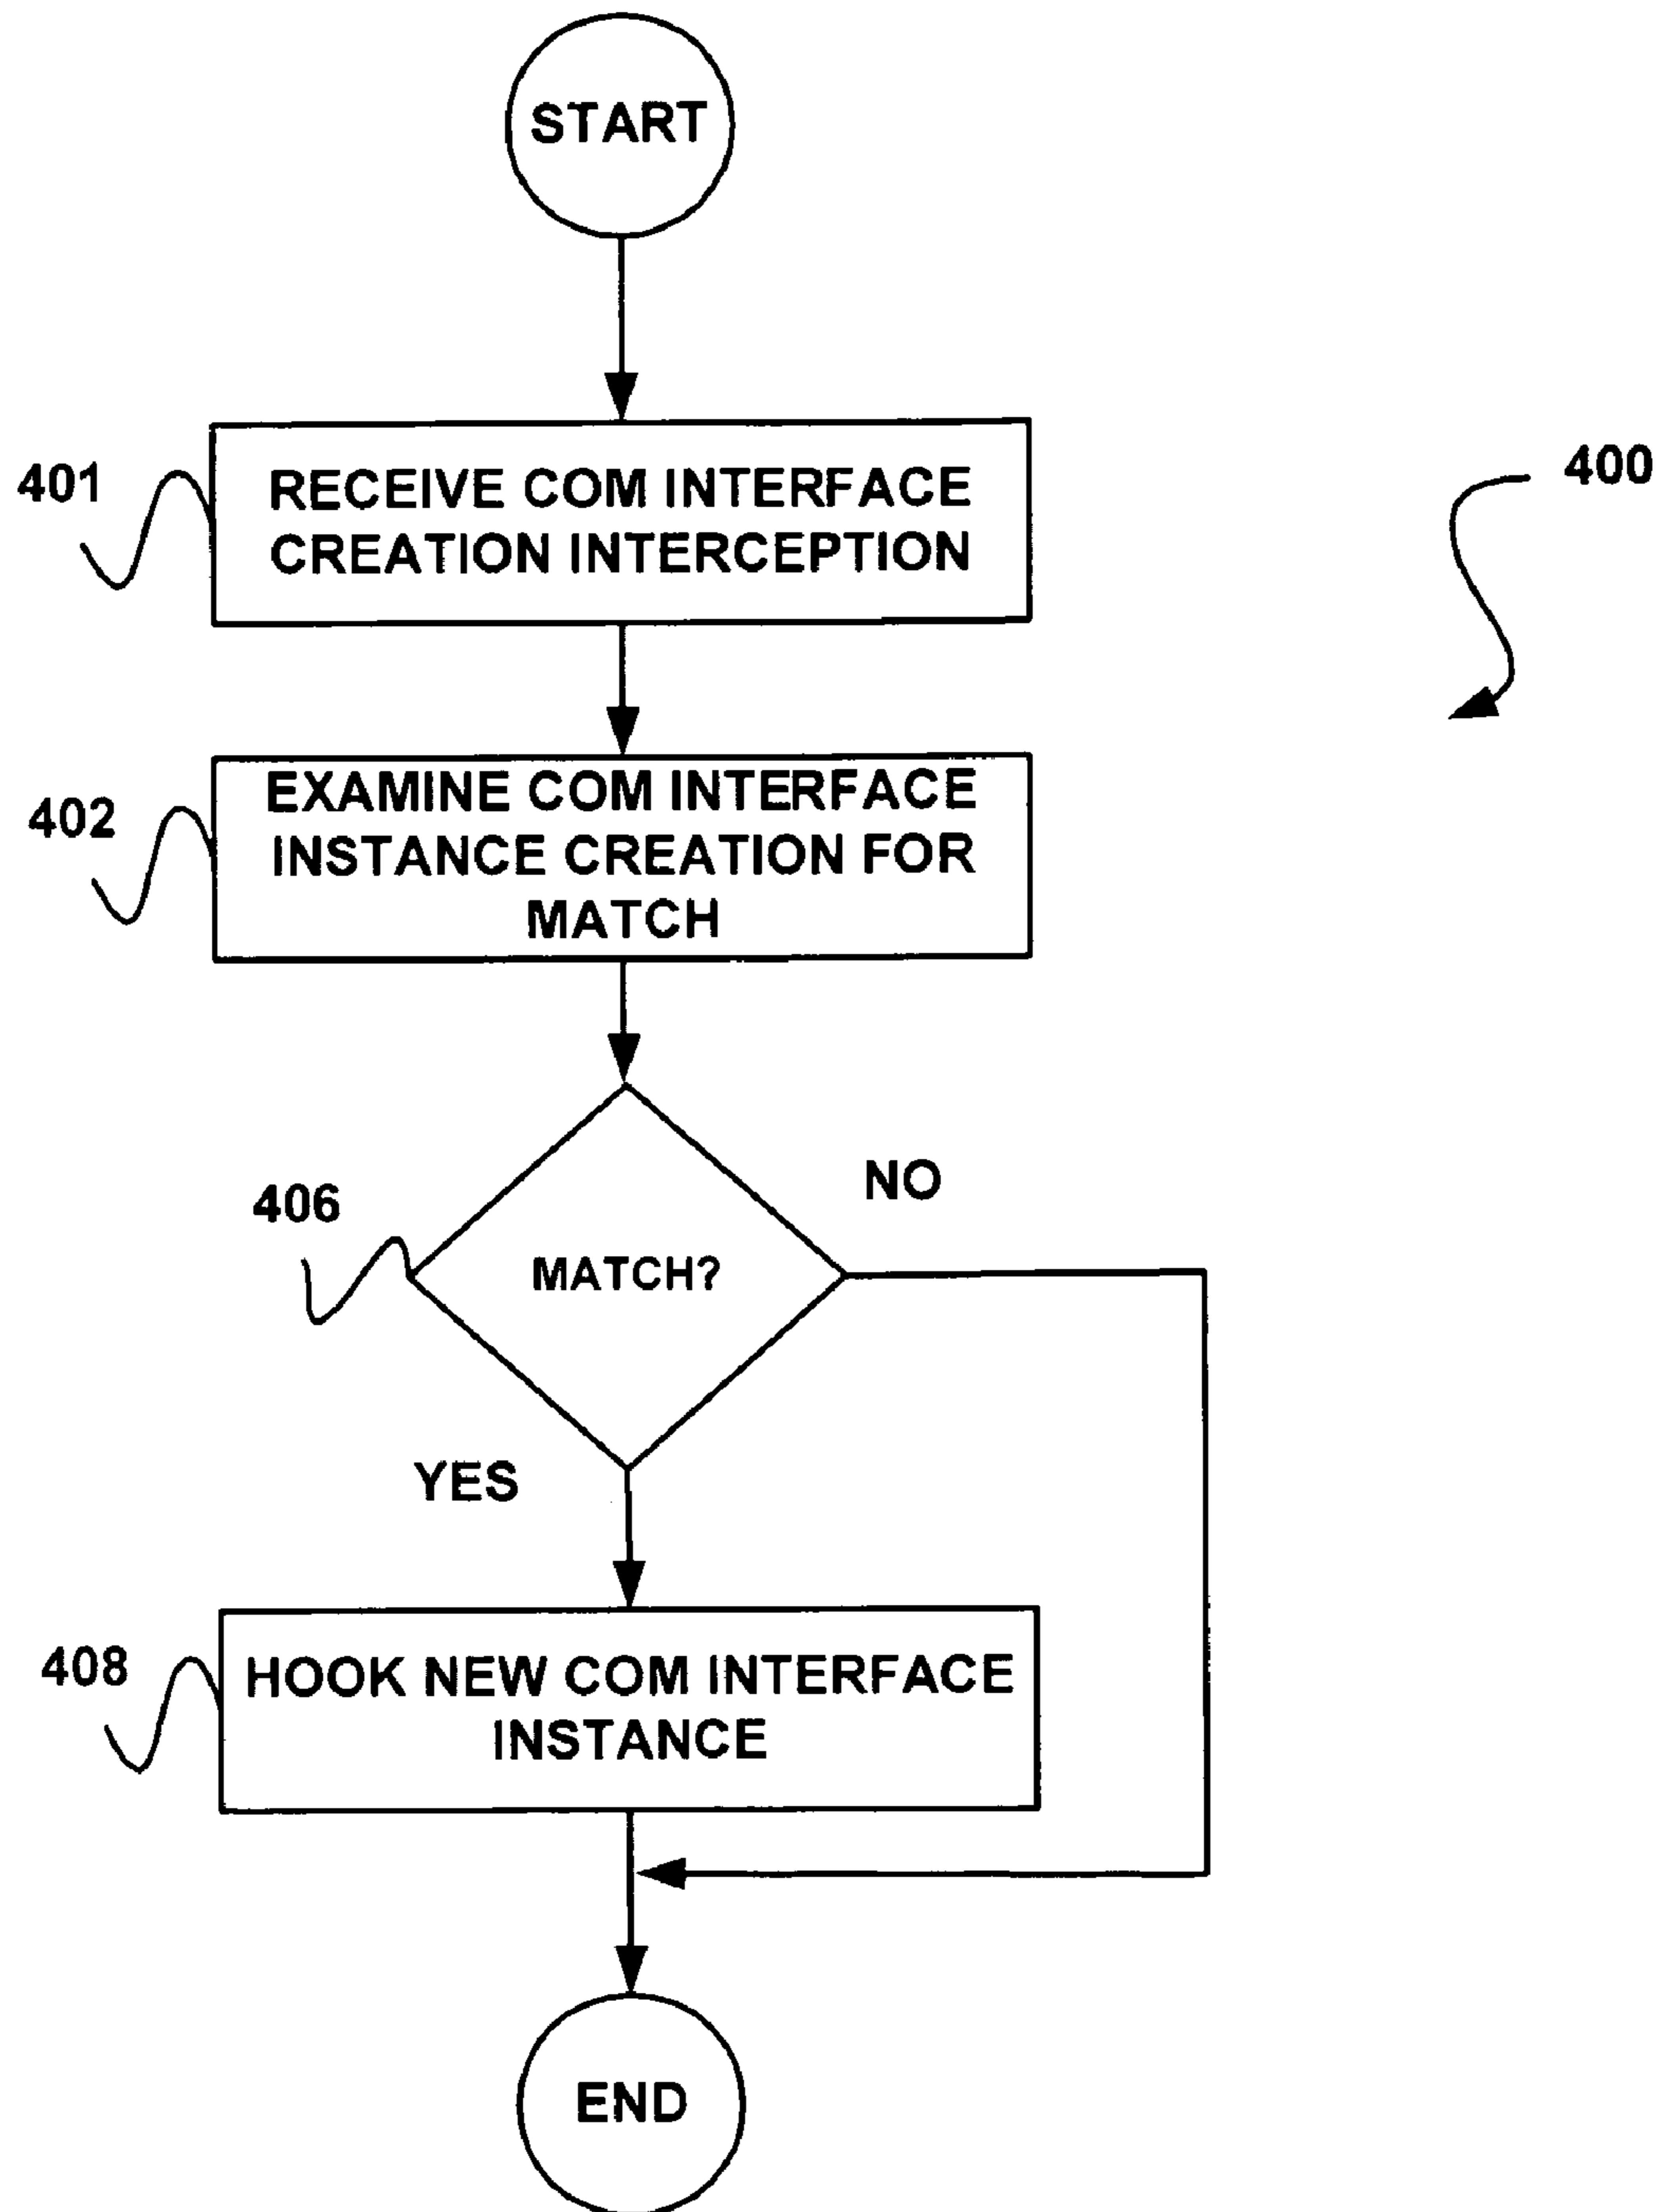 START
401
RECEIVE COM INTERFACE
CREATION INTERCEPTION
400
402
EXAMINE COM INTERFACE
INSTANCE CREATION FOR
MATCH
406
MATCH?
NO
YES
408
HOOK NEW COM INTERFACE
INSTANCE
END